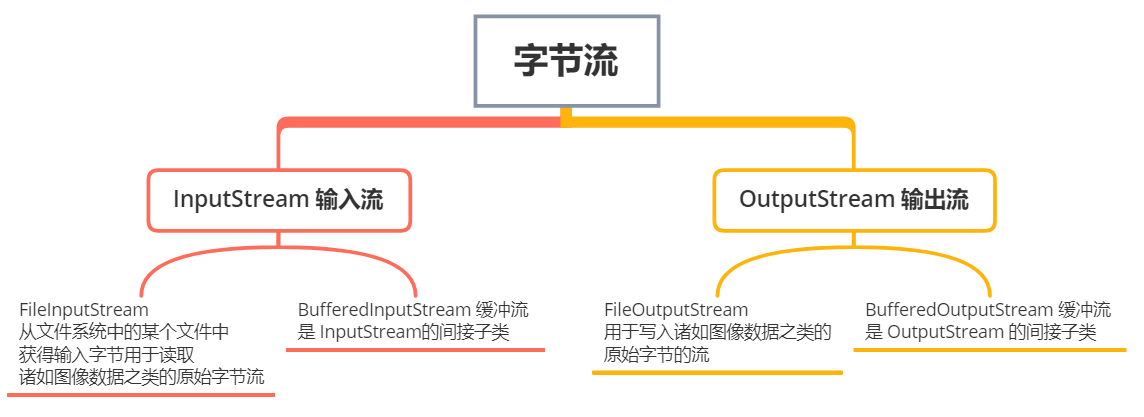 字节流
InputStream 输入流
OutputStream 输出流
FileInputStream
从文件系统中的某个文件中
获得输入字节用于读取
诸如图像数据之类的原始字节流
BufferedInputStream 缓冲流
是 InputStream的间接子类
FileOutputStream
用于写入诸如图像数据之类的
原始字节的流
BufferedOutputStream 缓冲流
是 OutputStream 的间接子类